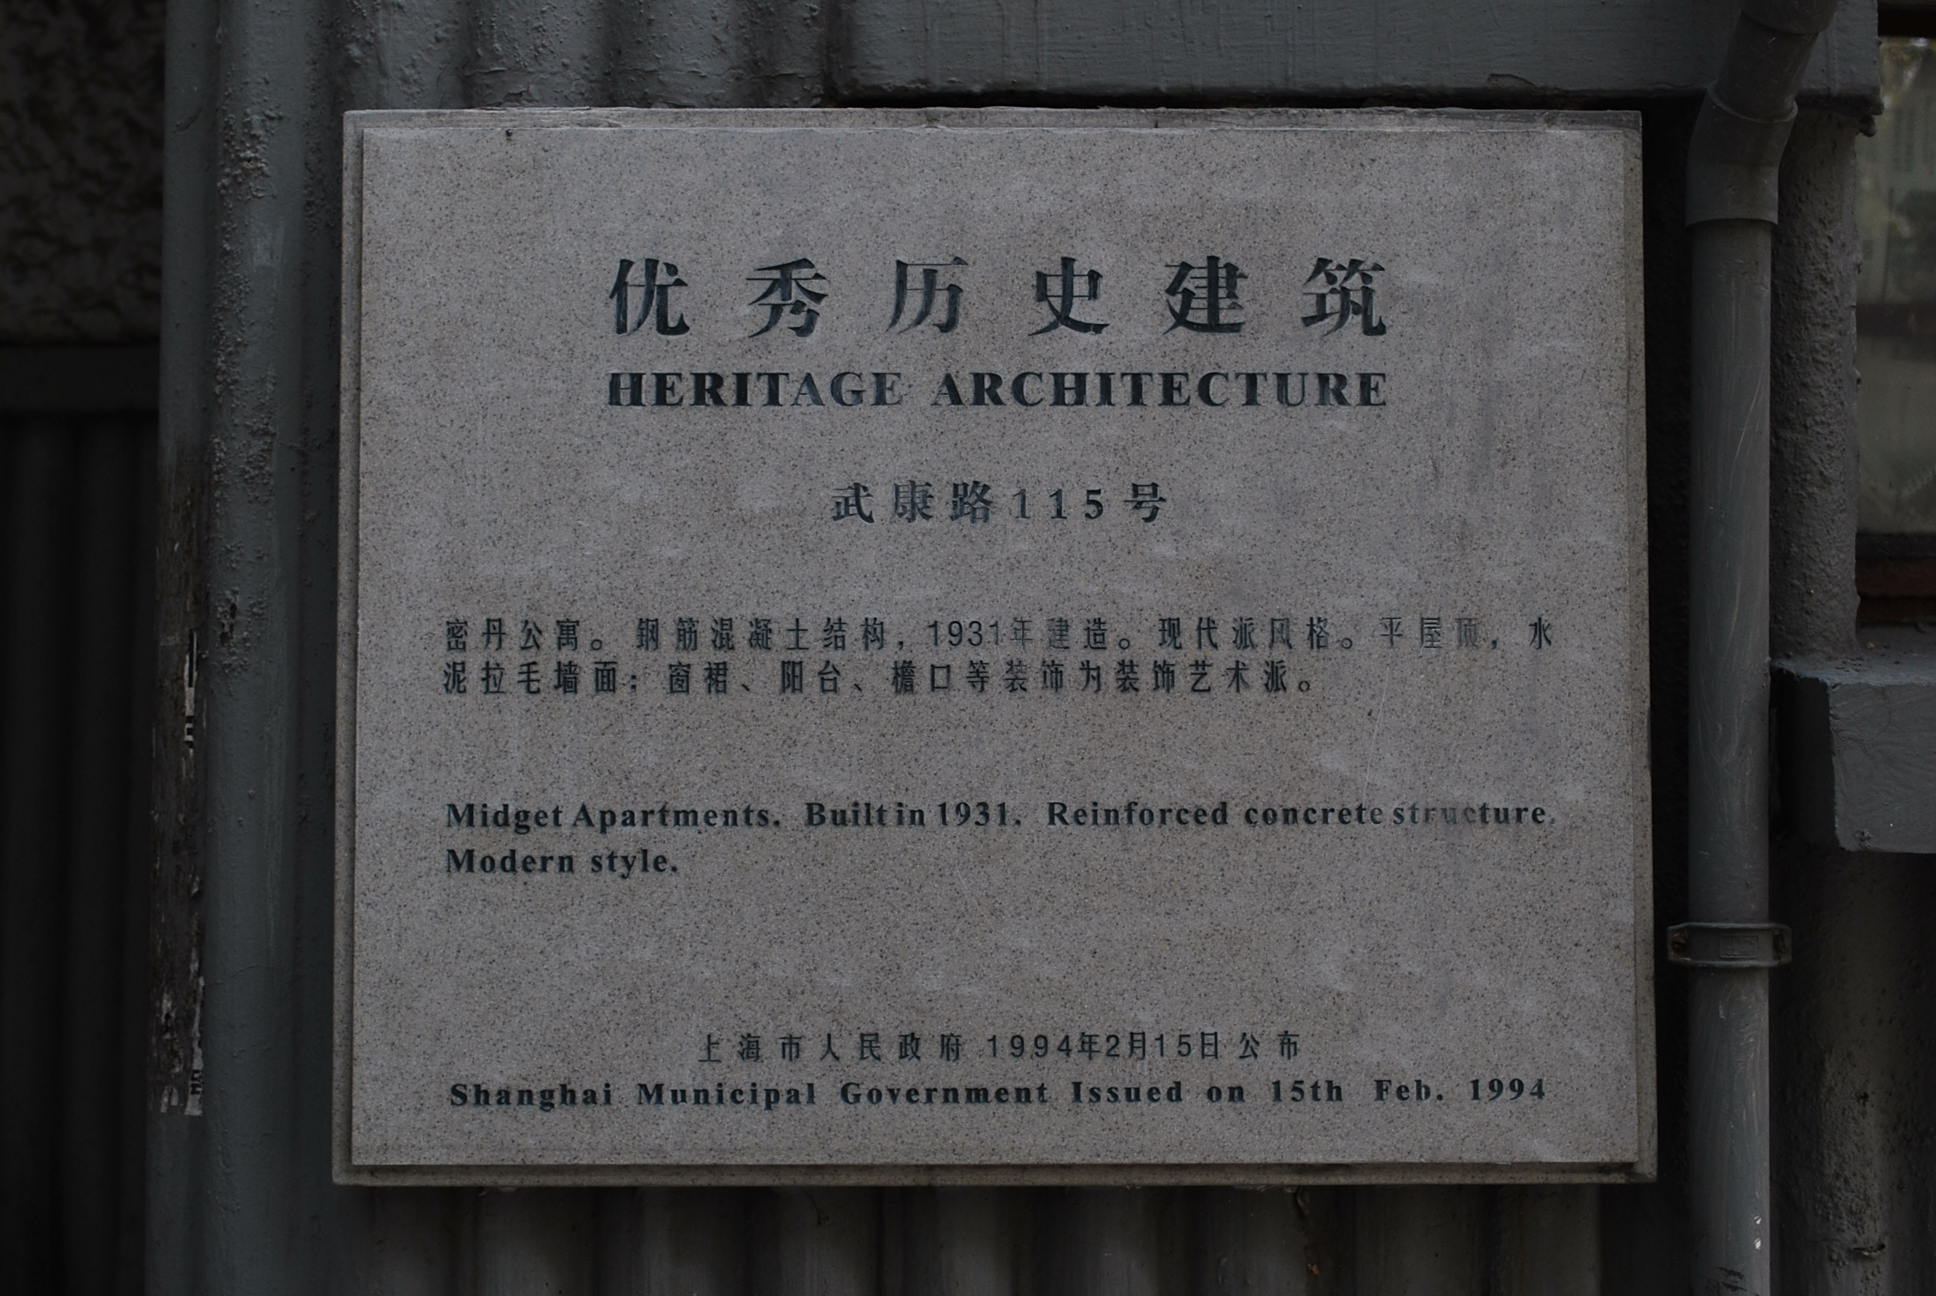 优秀历史建筑
HERITAGE ARCHITECTURE
武康路115号
密丹公寓。钢筋混凝土结构，1931年建造。现代派风格。平屋顶，水
泥拉毛墙面；窗裙、阳台、檐口等装饰为装饰艺术派。
Midget Apartments. Built in 1931. Reinforced concrete structure.
Modern style.
上海市人民政府 1994年2月15日公布
Shanghai Municipal Government Issued on 15th Feb. 1994